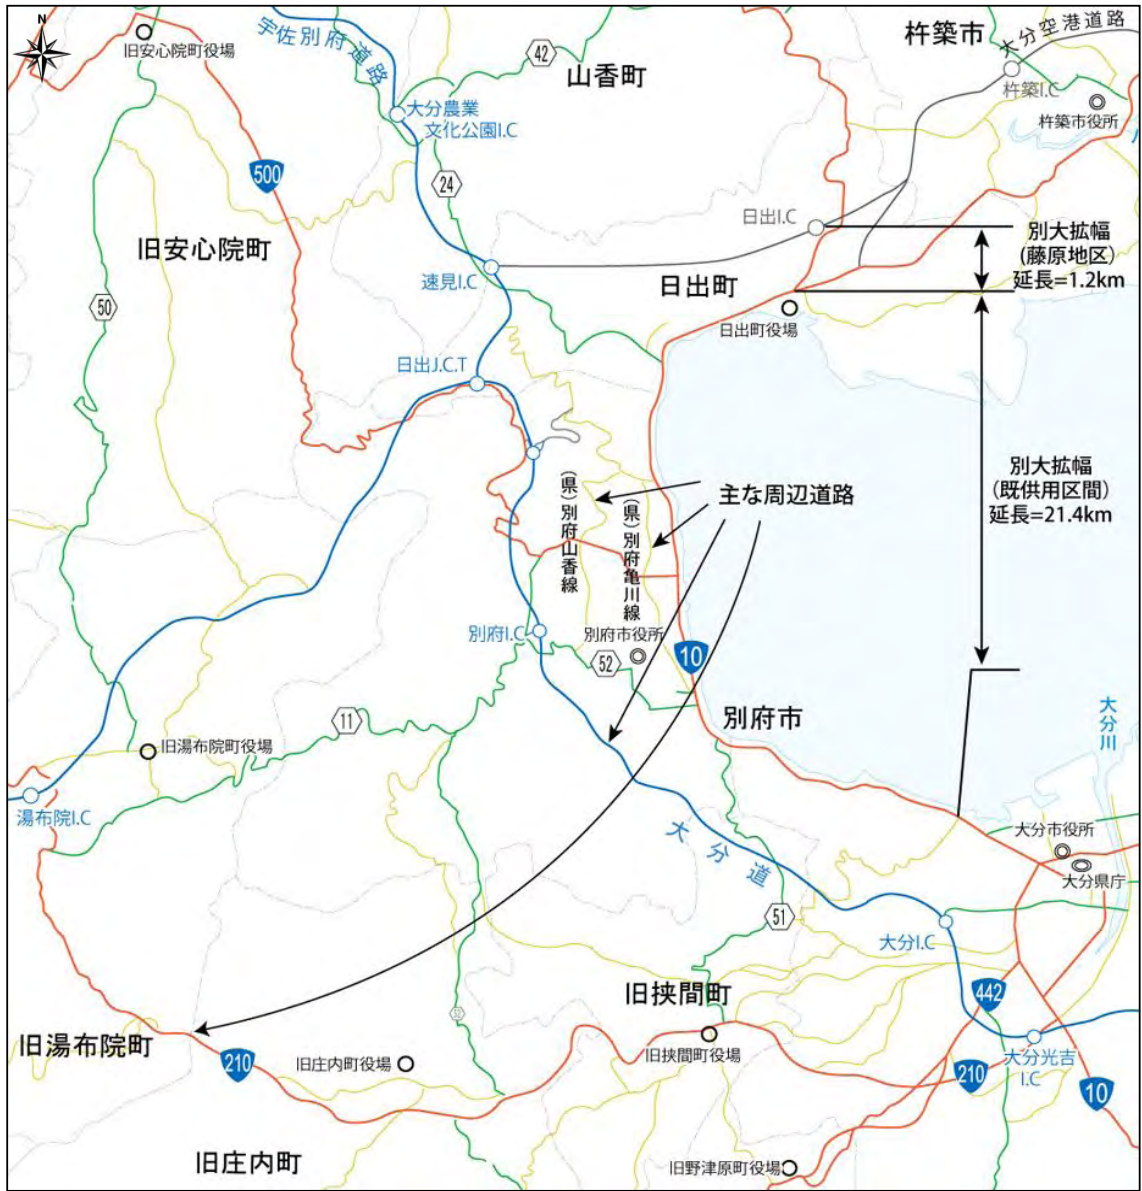 N
旧安心院町役場
宇佐別府道路
42
山香町
杵築市
大分空港道路
杵築I.C
杵築市役所
大分農業
文化公園I.C
500
24
旧安心院町
日出I.C
別大拡幅
(藤原地区)
延長=1.2km
速見I.C
日出町
50
日出町役場
日出J.C.T
別大拡幅
(既供用区間)
延長=21.4km
主な周辺道路
(県)別府山香線
(県)別府亀川線
別府I.C
別府市役所
52
10
別府市
大分川
11
旧湯布院町役場
湯布院I.C
大分道
大分市役所
大分県庁
51
大分I.C
旧挾間町
442
旧湯布院町
210
旧庄内町役場
旧挾間町役場
大分光吉
I.C
210
10
旧庄内町
旧野津原町役場